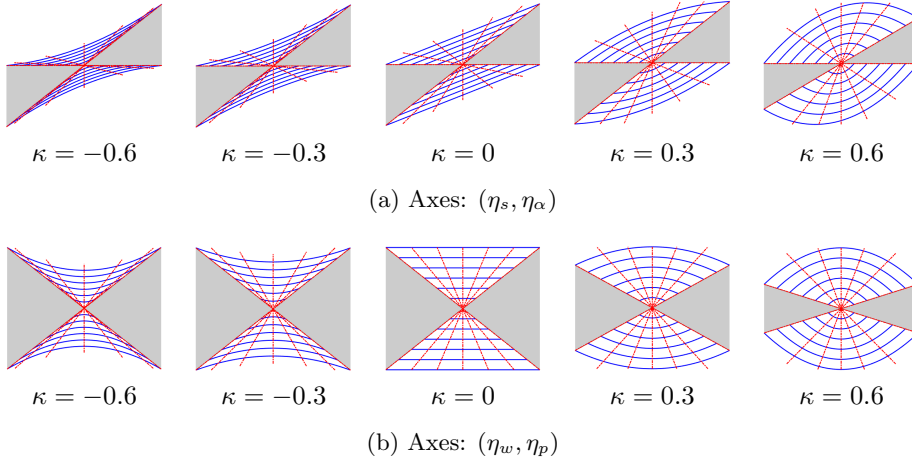 κ = −0.6 κ = −0.3 κ = 0 κ = 0.3 κ = 0.6
(a) Axes: (η_s, η_α)
κ = −0.6 κ = −0.3 κ = 0 κ = 0.3 κ = 0.6
(b) Axes: (η_w, η_p)